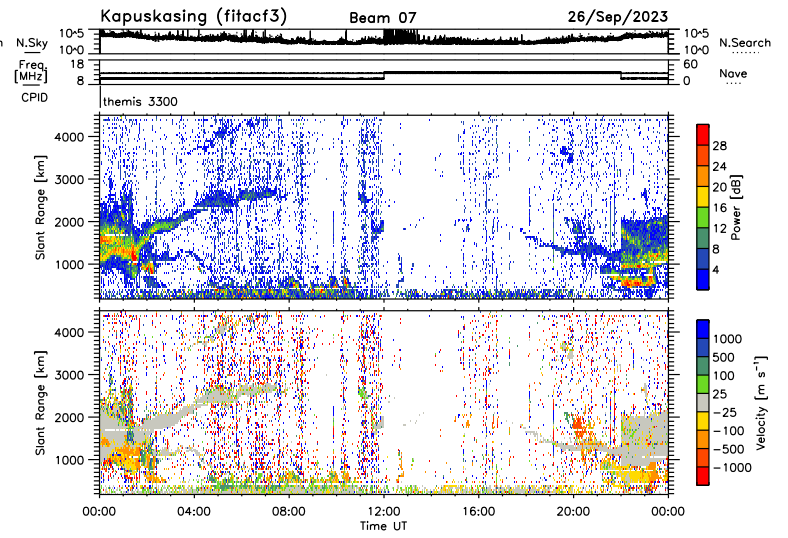 Kapuskasing (fitacf3) Beam 07 26/Sep/2023
N.Sky 10^5 10^0 10^5 10^0 N.Search
Freq. [MHz] 18 8 60 0 Nave
CPID themis 3300
Slant Range [km] 4000 3000 2000 1000
28 24 20 16 12 8 4 Power [dB]
Slant Range [km] 4000 3000 2000 1000
1000 500 100 25 -25 -100 -500 -1000 Velocity [m s⁻¹]
00:00 04:00 08:00 12:00 16:00 20:00 00:00
Time UT